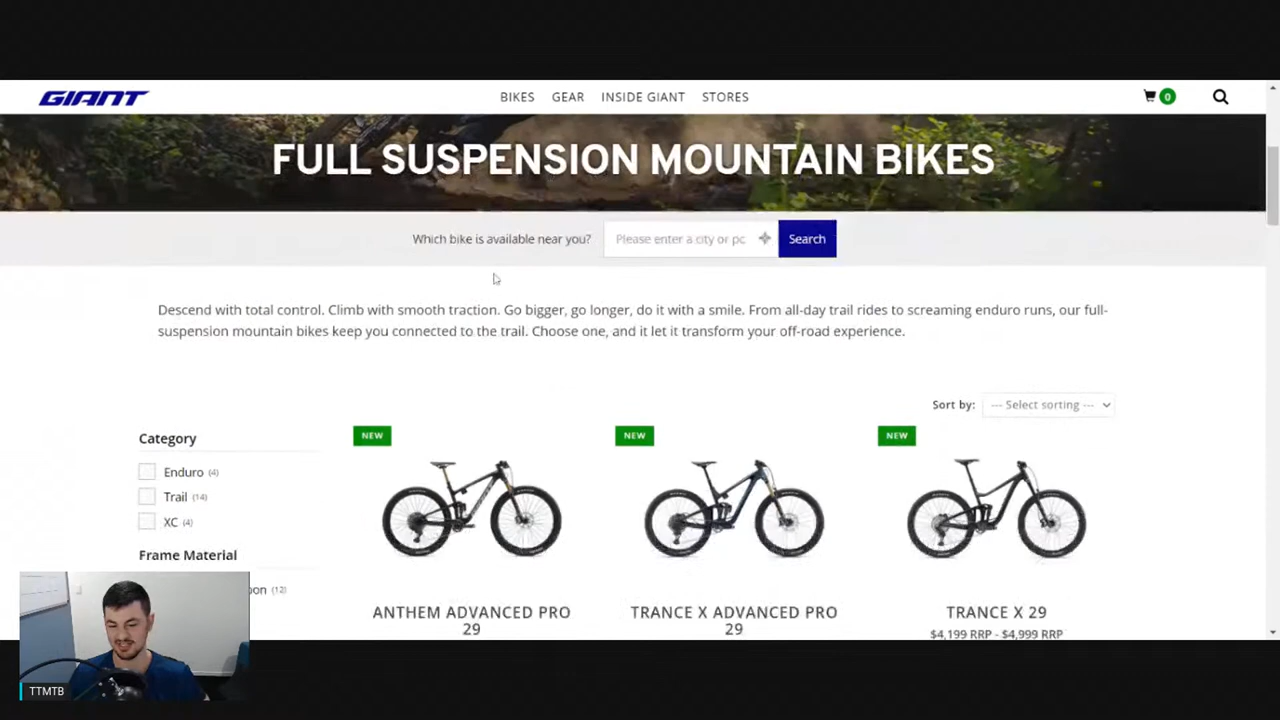 GIANT
BIKES GEAR INSIDE GIANT STORES
0
FULL SUSPENSION MOUNTAIN BIKES
Which bike is available near you? Please enter a city or pc Search
Descend with total control. Climb with smooth traction. Go bigger, go longer, do it with a smile. From all-day trail rides to screaming enduro runs, our full-
suspension mountain bikes keep you connected to the trail. Choose one, and it let it transform your off-road experience.
Sort by: --- Select sorting ---
Category
Enduro (4)
Trail (14)
XC (4)
Frame Material
bon (12)
NEW
ANTHEM ADVANCED PRO
29
NEW
TRANCE X ADVANCED PRO
29
NEW
TRANCE X 29
$4,199 RRP - $4,999 RRP
TTMTB